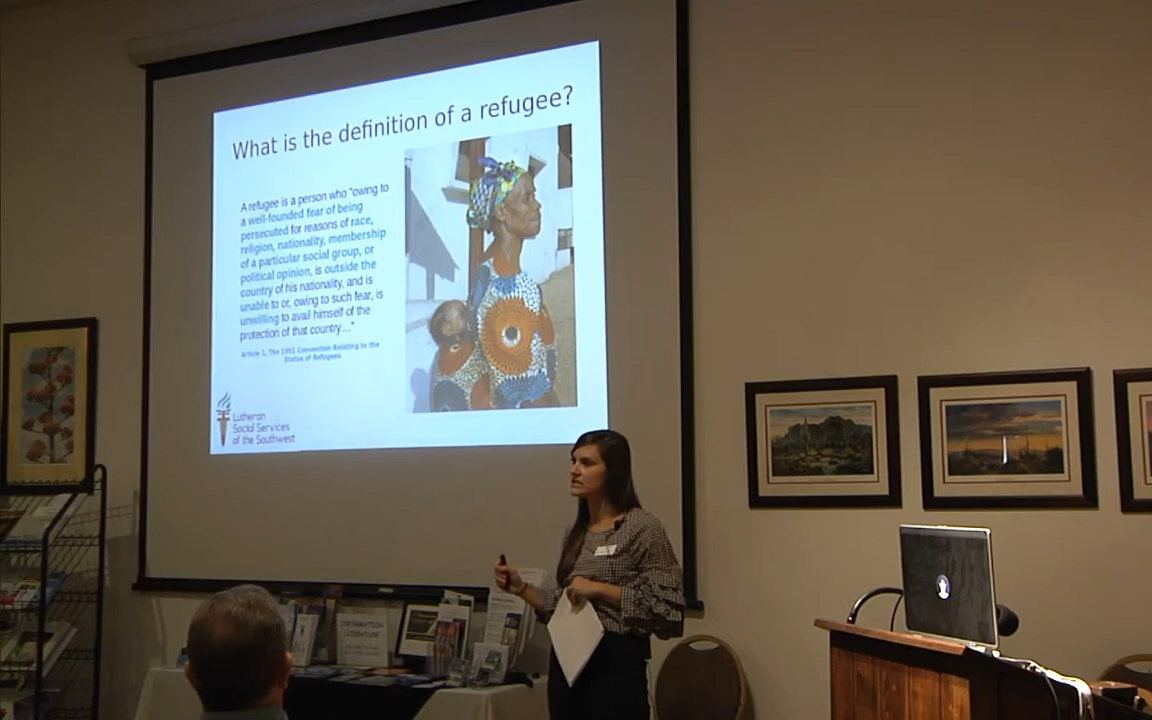 What is the definition of a refugee?
A refugee is a person who "owing to
a well-founded fear of being
persecuted for reasons of race,
religion, nationality, membership
of a particular social group, or
political opinion, is outside the
country of his nationality, and is
unable to or, owing to such fear, is
unwilling to avail himself of the
protection of that country…"
Article 1, The 1951 Convention Relating to the
Status of Refugees
Lutheran
Social Services
of the Southwest
INFORMATION
LITERATURE